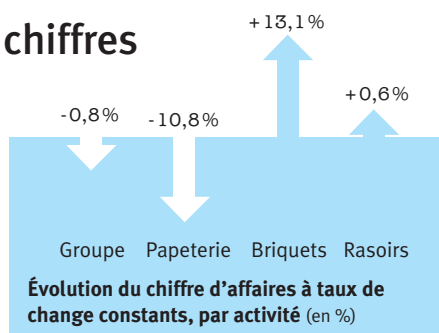 chiffres
+13,1%
+0,6%
-0,8%
-10,8%
Groupe Papeterie Briquets Rasoirs
Évolution du chiffre d'affaires à taux de
change constants, par activité (en %)